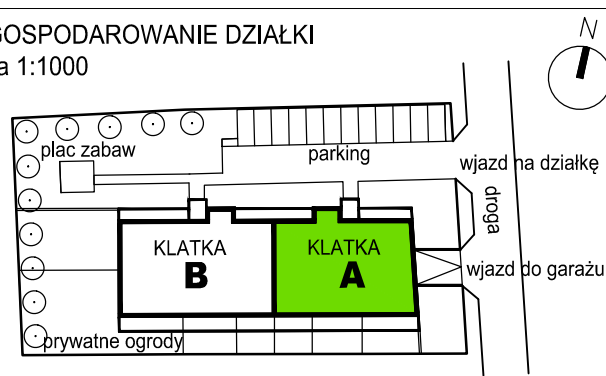 GOSPODAROWANIE DZIAŁKI
a 1:1000
N
plac zabaw
parking
wjazd na działkę
droga
KLATKA
B
KLATKA
A
wjazd do garażu
prywatne ogrody